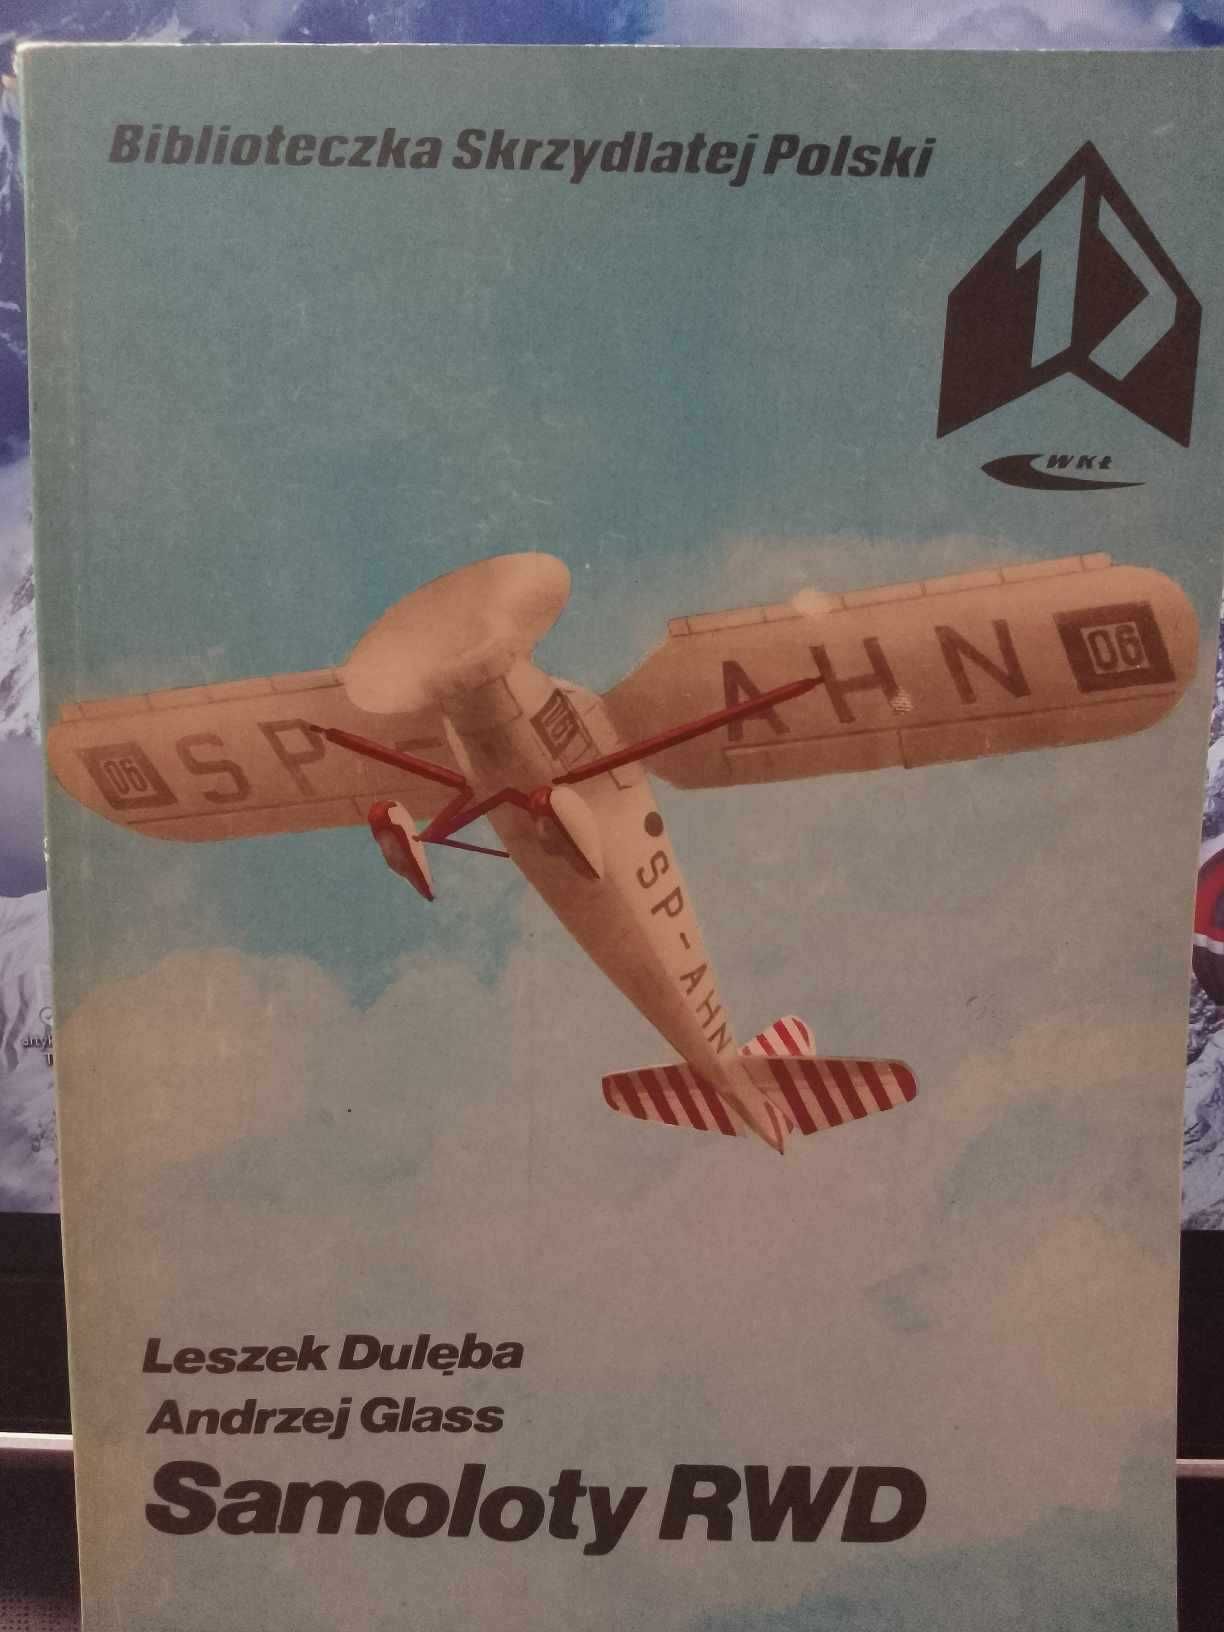 Biblioteczka Skrzydlatej Polski
17
WKŁ
06 SP- AHN 06
SP-AHN
Leszek Dulęba
Andrzej Glass
Samoloty RWD